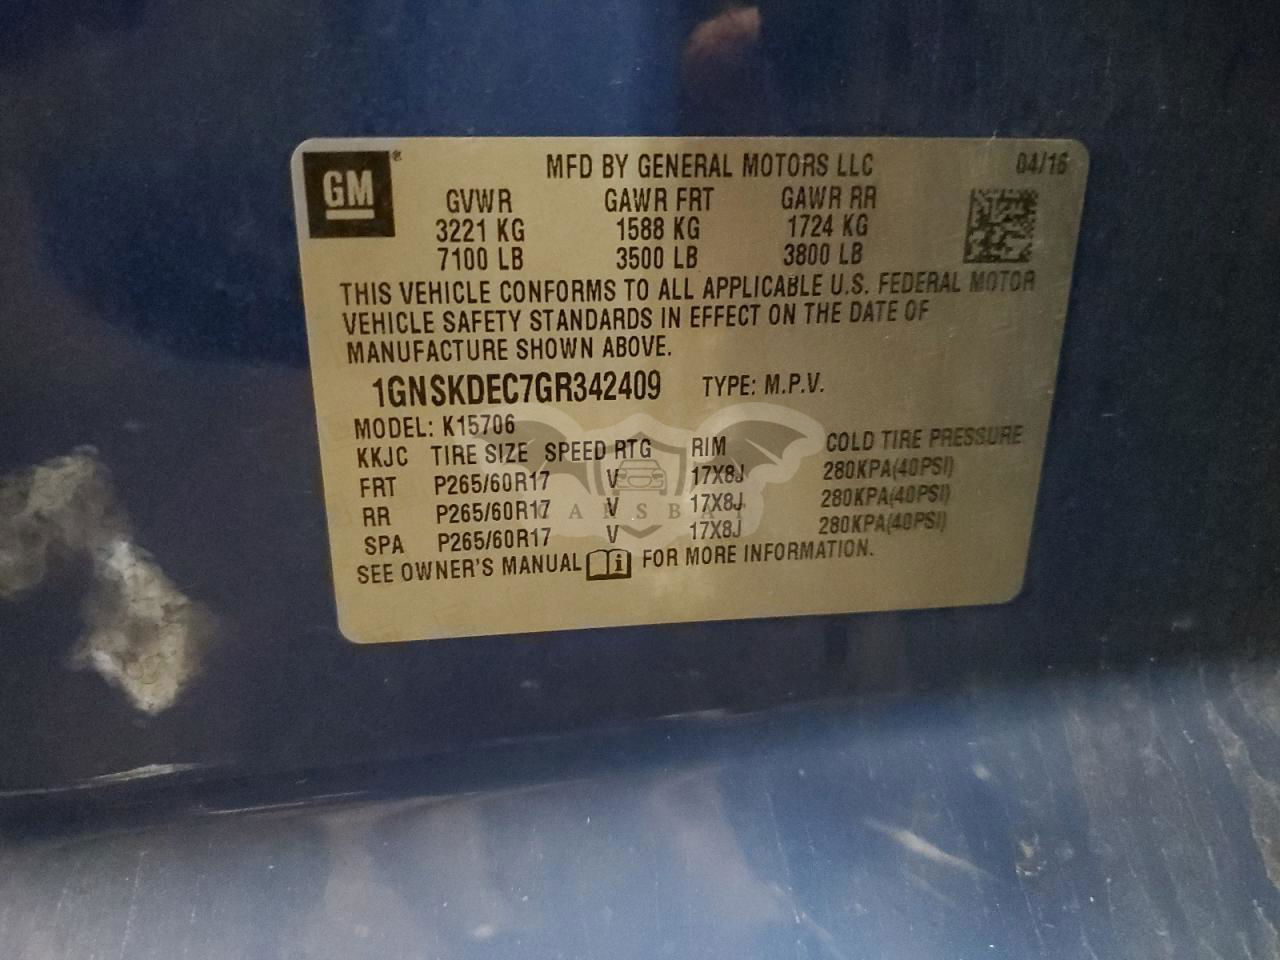 GM®
MFD BY GENERAL MOTORS LLC 04/16
GVWR GAWR FRT GAWR RR
3221 KG 1588 KG 1724 KG
7100 LB 3500 LB 3800 LB
THIS VEHICLE CONFORMS TO ALL APPLICABLE U.S. FEDERAL MOTOR
VEHICLE SAFETY STANDARDS IN EFFECT ON THE DATE OF
MANUFACTURE SHOWN ABOVE.
1GNSKDEC7GR342409 TYPE: M.P.V.
MODEL: K15706
KKJC TIRE SIZE SPEED RTG RIM COLD TIRE PRESSURE
FRT P265/60R17 V 17X8J 280KPA(40PSI)
RR P265/60R17 V 17X8J 280KPA(40PSI)
SPA P265/60R17 V 17X8J 280KPA(40PSI)
SEE OWNER'S MANUAL i FOR MORE INFORMATION.